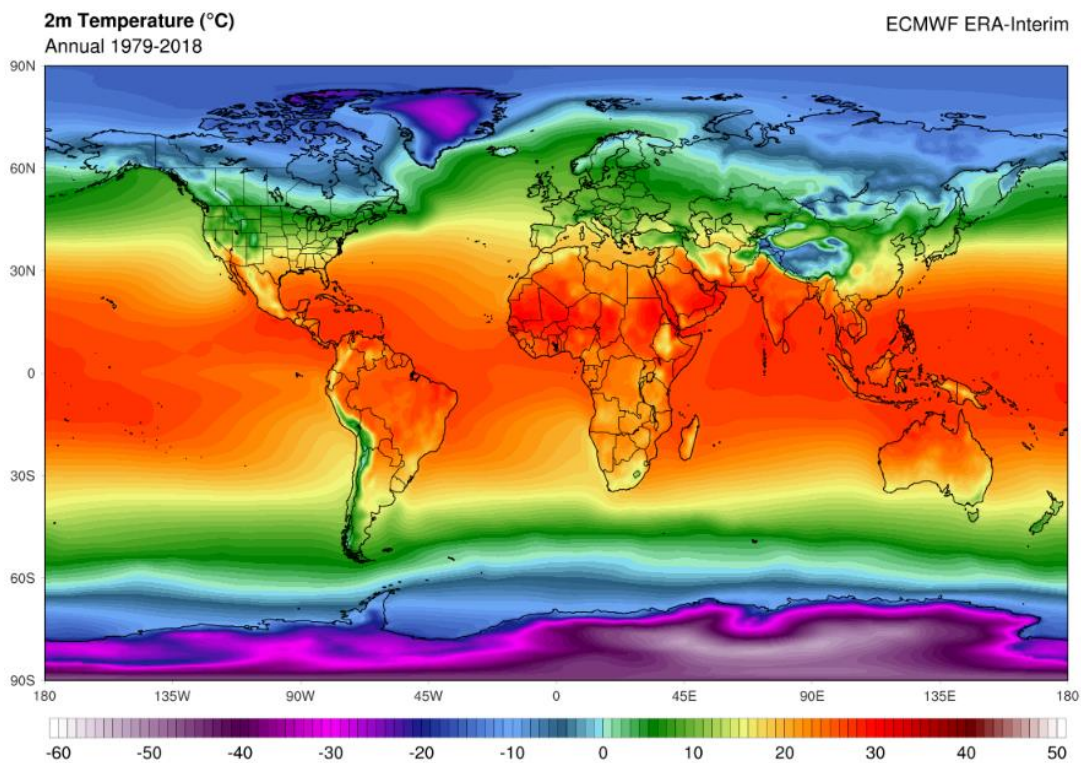 2m Temperature (°C)
Annual 1979-2018
ECMWF ERA-Interim
90N
60N
30N
0
30S
60S
90S
180 135W 90W 45W 0 45E 90E 135E 180
-60 -50 -40 -30 -20 -10 0 10 20 30 40 50